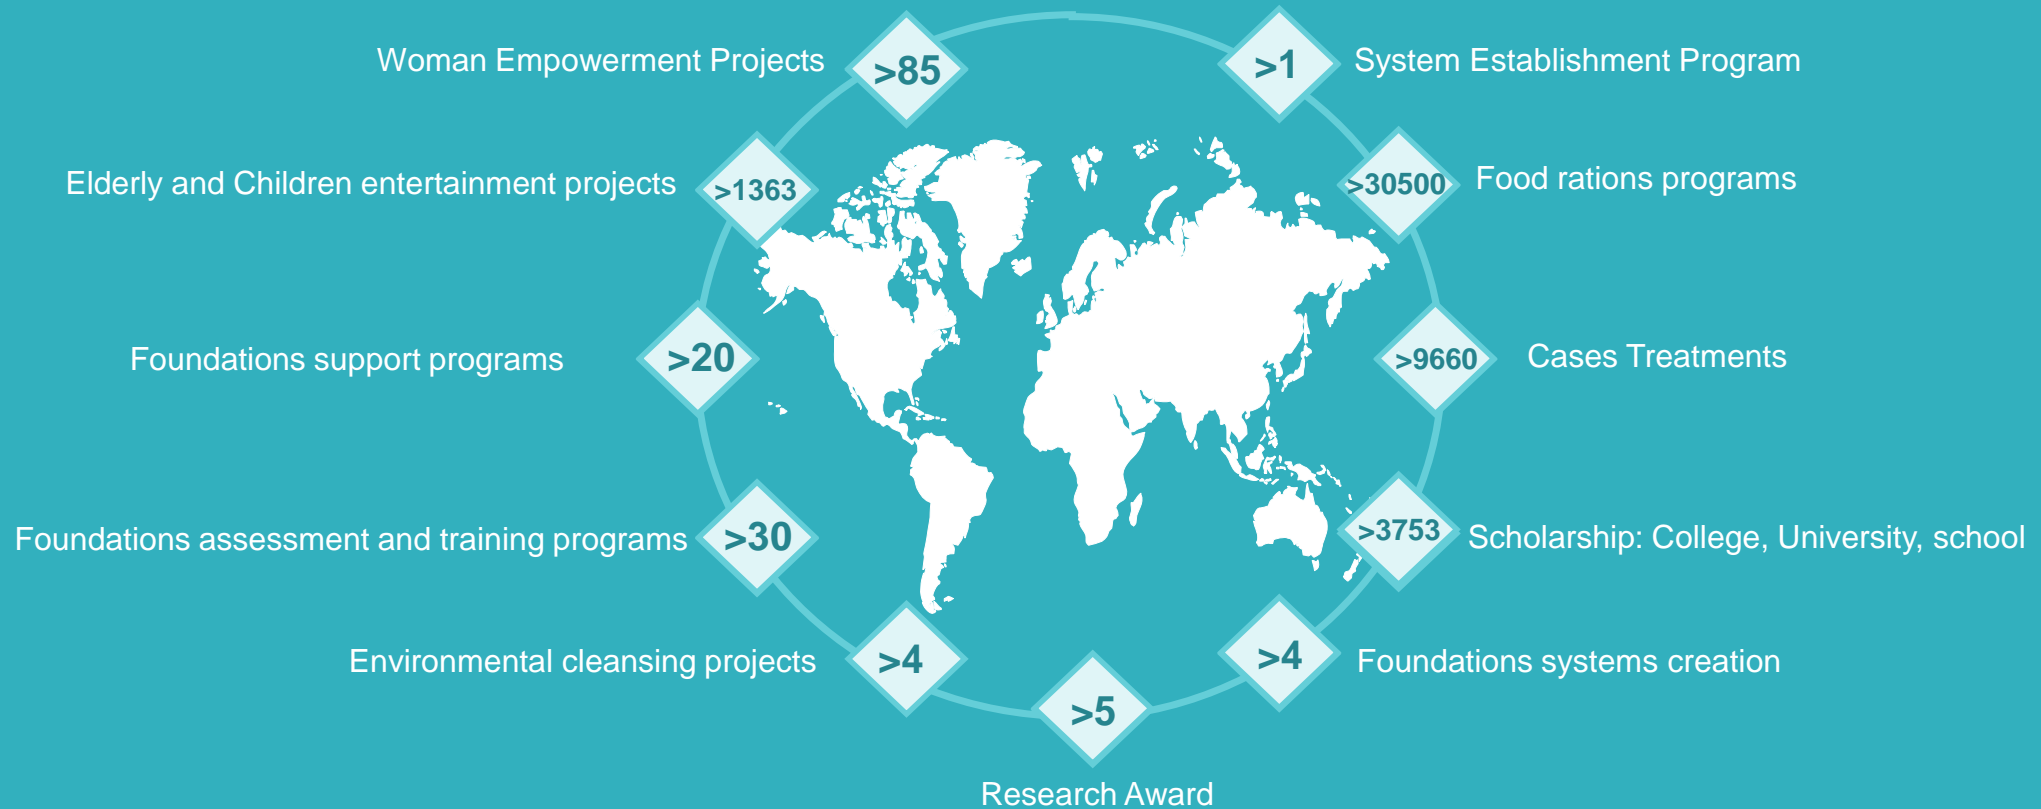 Woman Empowerment Projects
>85
>1
System Establishment Program
Elderly and Children entertainment projects
>1363
>30500
Food rations programs
Foundations support programs
>20
>9660
Cases Treatments
Foundations assessment and training programs
>30
>3753
Scholarship: College, University, school
Environmental cleansing projects
>4
>4
Foundations systems creation
>5
Research Award